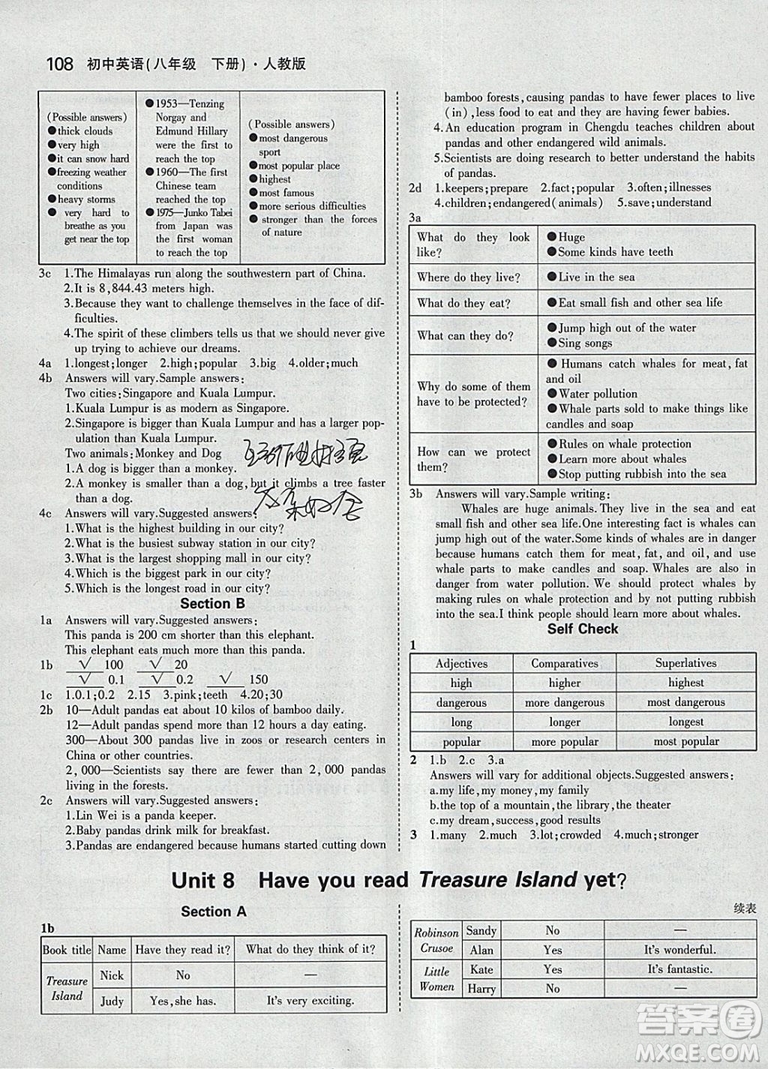 108 初中英语(八年级 下册)·人教版
(Possible answers)
●thick clouds
●very high
●it can snow hard
●freezing weather
conditions
●heavy storms
● very hard to
breathe as you
get near the top
●1953—Tenzing
Norgay and
Edmund Hillary
were the first to
reach the top
●1960—The first
Chinese team
reached the top
●1975—Junko Tabei
from Japan was
the first woman
to reach the top
(Possible answers)
●most dangerous
sport
●most popular place
●highest
●most famous
●more serious difficulties
● stronger than the forces
of nature
3c 1.The Himalayas run along the southwestern part of China.
2.It is 8,844.43 meters high.
3.Because they want to challenge themselves in the face of dif-
ficulties.
4.The spirit of these climbers tells us that we should never give
up trying to achieve our dreams.
4a 1.longest;longer 2.highest;popular 3.big 4.older;much
4b Answers will vary.Sample answers:
Two cities:Singapore and Kuala Lumpur.
1.Kuala Lumpur is as modern as Singapore.
2.Singapore is bigger than Kuala Lumpur and has a larger pop-
ulation than Kuala Lumpur.
Two animals:Monkey and Dog
1.A dog is bigger than a monkey.
2.A monkey is smaller than a dog,but it climbs a tree faster
than a dog.
4c Answers will vary.Suggested answers:
1.What is the highest building in our city?
2.What is the busiest subway station in our city?
3.What is the largest shopping mall in our city?
4.Which is the biggest park in our city?
5.Which is the longest road in our city?
Section B
1a Answers will vary.Suggested answers:
This panda is 200 cm shorter than this elephant.
This elephant eats much more than this panda.
1b √ 100 √ 20
√ 0.1 √ 0.2 √ 150
1c 1.0.1;0.2 2.15 3.pink;teeth 4.20;30
2b 10—Adult pandas eat about 10 kilos of bamboo daily.
12—Adult pandas spend more than 12 hours a day eating.
300—About 300 pandas live in zoos or research centers in
China or other countries.
2,000—Scientists say there are fewer than 2,000 pandas
living in the forests.
2c Answers will vary.Suggested answers:
1.Lin Wei is a panda keeper.
2.Baby pandas drink milk for breakfast.
3.Pandas are endangered because humans started cutting down
bamboo forests,causing pandas to have fewer places to live
(in),less food to eat and they are having fewer babies.
4.An education program in Chengdu teaches children about
pandas and other endangered wild animals.
5.Scientists are doing research to better understand the habits
of pandas.
2d 1.keepers;prepare 2.fact;popular 3.often;illnesses
4.children;endangered(animals) 5.save;understand
3a
What do they look
like?
●Huge
●Some kinds have teeth
Where do they live?
●Live in the sea
What do they eat?
●Eat small fish and other sea life
What can they do?
●Jump high out of the water
●Sing songs
Why do some of them
have to be protected?
● Humans catch whales for meat, fat
and oil
●Water pollution
●Whale parts sold to make things like
candles and soap
How can we protect
them?
●Rules on whale protection
●Learn more about whales
●Stop putting rubbish into the sea
3b Answers will vary.Sample writing:
Whales are huge animals.They live in the sea and eat
small fish and other sea life.One interesting fact is whales can
jump high out of the water.Some kinds of whales are in danger
because humans catch them for meat, fat, and oil, and use
whale parts to make candles and soap. Whales are also in danger
from water pollution. We should protect whales by
making rules on whale protection and by not putting rubbish
into the sea.I think people should learn more about whales.
Self Check
1
Adjectives Comparatives Superlatives
high higher highest
dangerous more dangerous most dangerous
long longer longest
popular more popular most popular
2 1.b 2.c 3.a
Answers will vary for additional objects.Suggested answers:
a.my life, my money, my family
b.the top of a mountain, the library, the theater
c.my dream, success, good results
3 1.many 2.much 3.lot;crowded 4.much;stronger
Unit 8 Have you read Treasure Island yet?
Section A
1b
Book title Name Have they read it? What do they think of it?
Treasure
Island
Nick No —
Judy Yes,she has. It's very exciting.
续表
Robinson
Crusoe
Sandy No —
Alan Yes It's wonderful.
Little
Women
Kate Yes It's fantastic.
Harry No —
答案圈
MXQE.COM